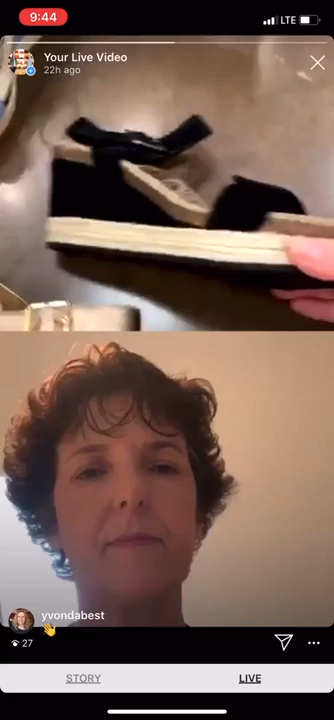 9:44
LTE
Your Live Video
22h ago
yvondabest
👋
27
STORY
LIVE